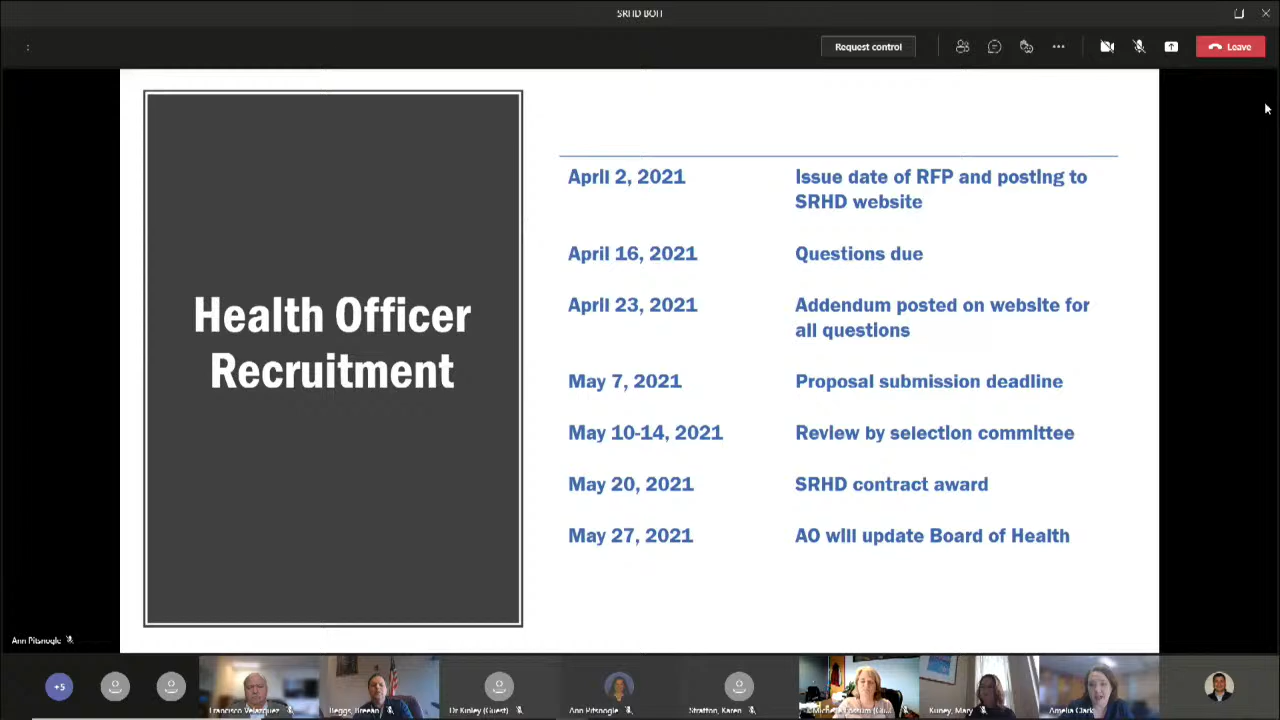 SRHD BOH
Request control
Leave
Health Officer
Recruitment
April 2, 2021
Issue date of RFP and posting to
SRHD website
April 16, 2021
Questions due
April 23, 2021
Addendum posted on website for
all questions
May 7, 2021
Proposal submission deadline
May 10-14, 2021
Review by selection committee
May 20, 2021
SRHD contract award
May 27, 2021
AO will update Board of Health
Ann Pitsnogle
+5
Francisco Velazquez
Beggs, Breean
Dr Kinley (Guest)
Ann Pitsnogle
Stratton, Karen
Kuney, Mary
Amelia Clark